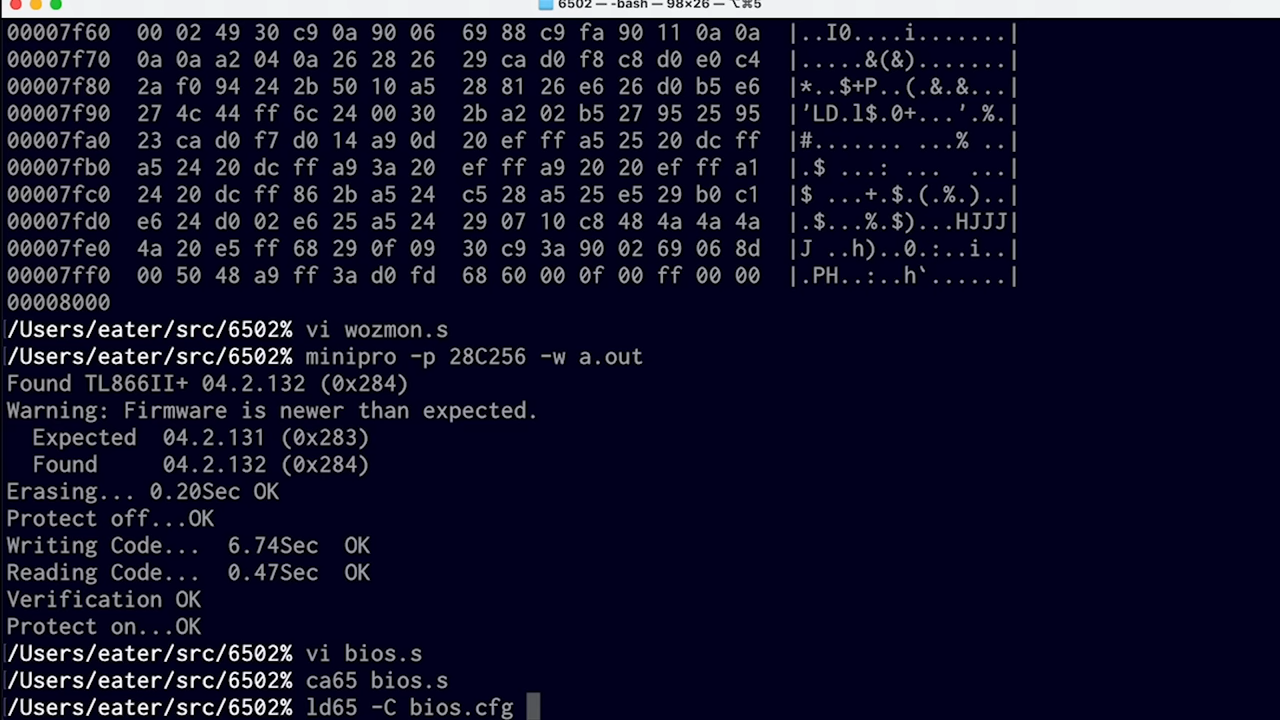 6502 — -bash — 98×26 — ⌥⌘5
00007f60  00 02 49 30 c9 0a 90 06  69 88 c9 fa 90 11 0a 0a  |..I0....i.......|
00007f70  0a 0a a2 04 0a 26 28 26  29 ca d0 f8 c8 d0 e0 c4  |.....&(&).......|
00007f80  2a f0 94 24 2b 50 10 a5  28 81 26 e6 26 d0 b5 e6  |*..$+P..(.&.&...|
00007f90  27 4c 44 ff 6c 24 00 30  2b a2 02 b5 27 95 25 95  |'LD.l$.0+...'.%.|
00007fa0  23 ca d0 f7 d0 14 a9 0d  20 ef ff a5 25 20 dc ff  |#....... ...% ..|
00007fb0  a5 24 20 dc ff a9 3a 20  ef ff a9 20 20 ef ff a1  |.$ ...: ...  ...|
00007fc0  24 20 dc ff 86 2b a5 24  c5 28 a5 25 e5 29 b0 c1  |$ ...+.$.(.%.)..|
00007fd0  e6 24 d0 02 e6 25 a5 24  29 07 10 c8 48 4a 4a 4a  |.$...%.$)...HJJJ|
00007fe0  4a 20 e5 ff 68 29 0f 09  30 c9 3a 90 02 69 06 8d  |J ..h)..0.:..i..|
00007ff0  00 50 48 a9 ff 3a d0 fd  68 60 00 0f 00 ff 00 00  |.PH..:..h`......|
00008000
/Users/eater/src/6502% vi wozmon.s
/Users/eater/src/6502% minipro -p 28C256 -w a.out
Found TL866II+ 04.2.132 (0x284)
Warning: Firmware is newer than expected.
  Expected  04.2.131 (0x283)
  Found     04.2.132 (0x284)
Erasing... 0.20Sec OK
Protect off...OK
Writing Code...  6.74Sec  OK
Reading Code...  0.47Sec  OK
Verification OK
Protect on...OK
/Users/eater/src/6502% vi bios.s
/Users/eater/src/6502% ca65 bios.s
/Users/eater/src/6502% ld65 -C bios.cfg